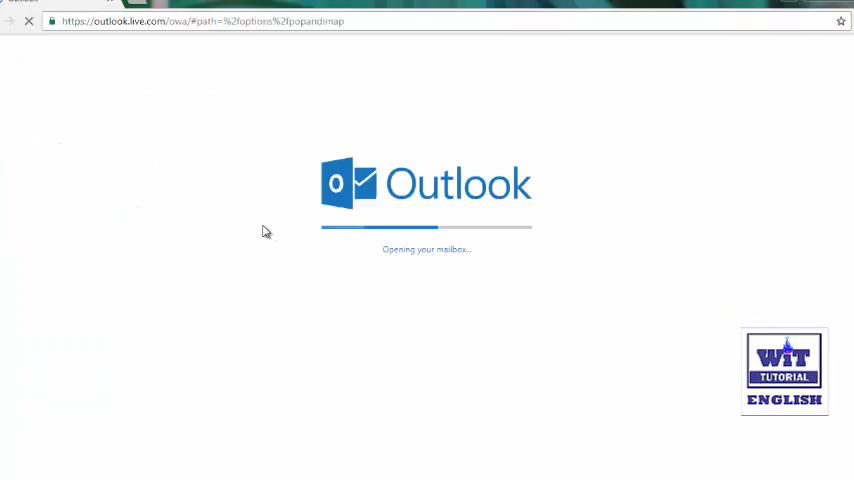 https://outlook.live.com/owa/#path=%2foptions%2fpopandimap
Outlook
Opening your mailbox...
WiT
TUTORIAL
ENGLISH